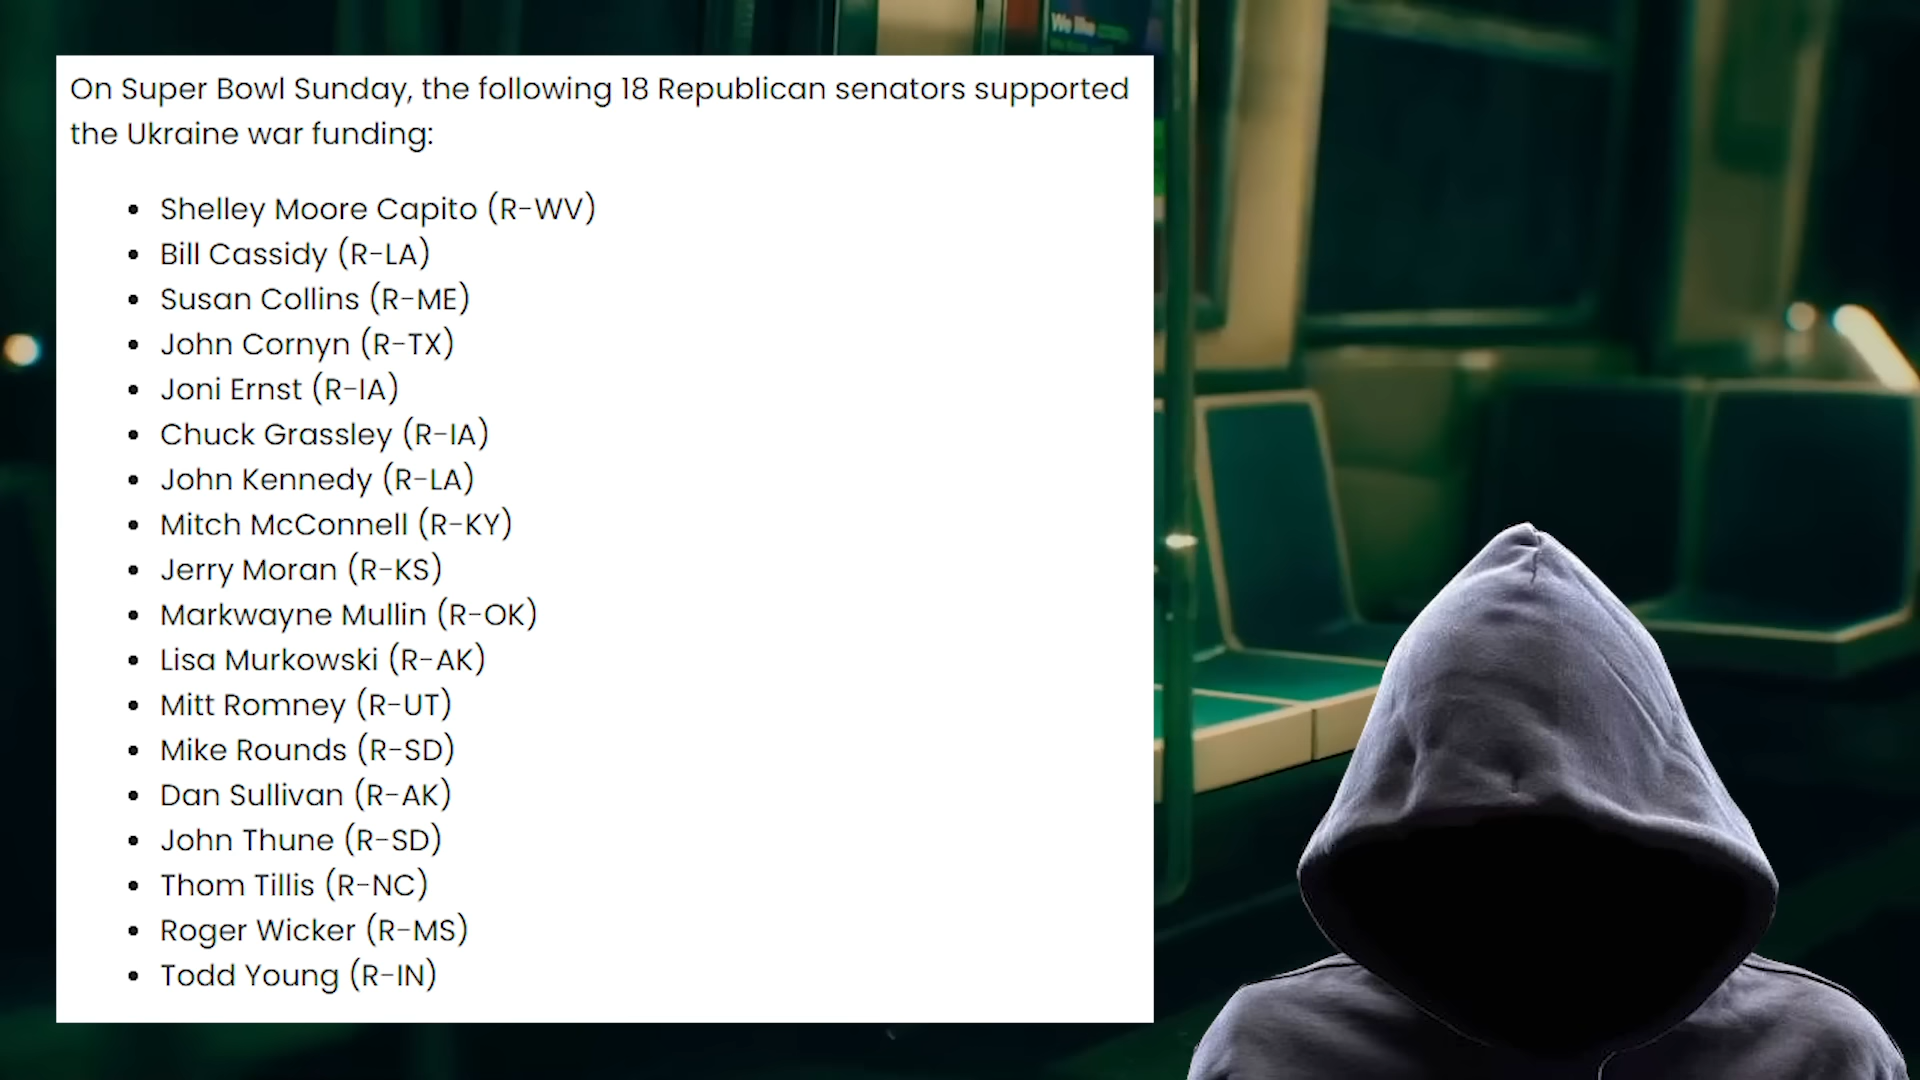 We like
On Super Bowl Sunday, the following 18 Republican senators supported
the Ukraine war funding:
• Shelley Moore Capito (R-WV)
• Bill Cassidy (R-LA)
• Susan Collins (R-ME)
• John Cornyn (R-TX)
• Joni Ernst (R-IA)
• Chuck Grassley (R-IA)
• John Kennedy (R-LA)
• Mitch McConnell (R-KY)
• Jerry Moran (R-KS)
• Markwayne Mullin (R-OK)
• Lisa Murkowski (R-AK)
• Mitt Romney (R-UT)
• Mike Rounds (R-SD)
• Dan Sullivan (R-AK)
• John Thune (R-SD)
• Thom Tillis (R-NC)
• Roger Wicker (R-MS)
• Todd Young (R-IN)